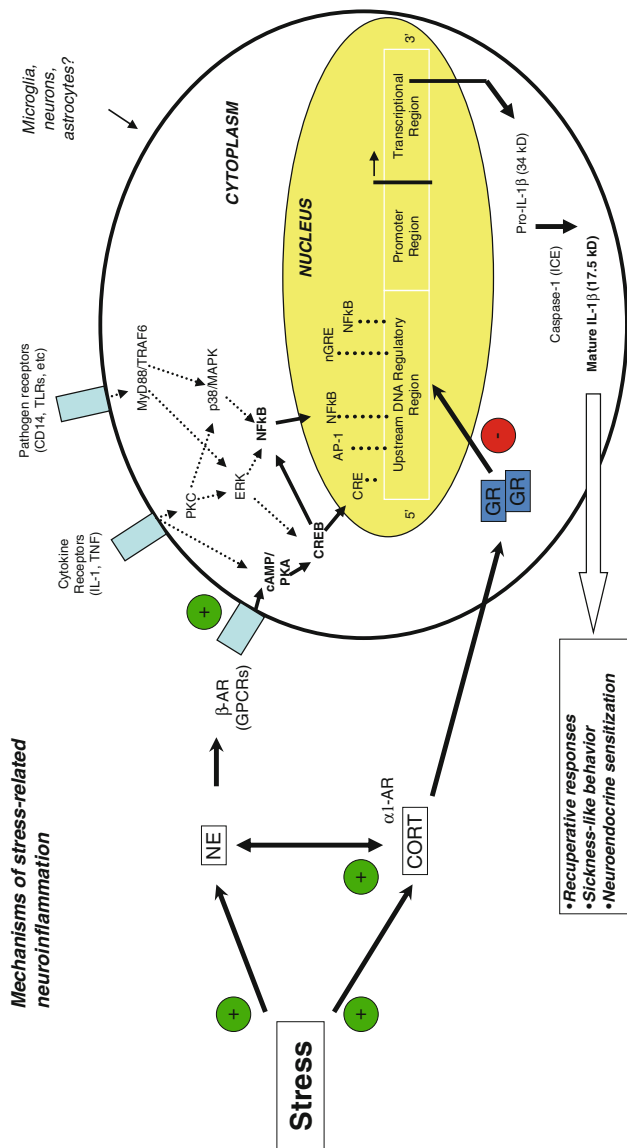 Mechanisms of stress-related
neuroinflammation
Stress
+
+
+
NE
CORT
α1-AR
β-AR
(GPCRs)
+
Cytokine
Receptors
(IL-1, TNF)
Pathogen receptors
(CD14, TLRs, etc)
Microglia,
neurons,
astrocytes?
CYTOPLASM
MyD88/TRAF6
PKC
p38/MAPK
ERK
cAMP/
PKA
NFkB
CREB
NUCLEUS
CRE
AP-1
NFkB
nGRE
NFkB
5'
Upstream DNA Regulatory
Region
Promoter
Region
Transcriptional
Region
3'
GR
GR
-
Pro-IL-1β (34 kD)
Caspase-1 (ICE)
Mature IL-1β (17.5 kD)
•Recuperative responses
•Sickness-like behavior
•Neuroendocrine sensitization